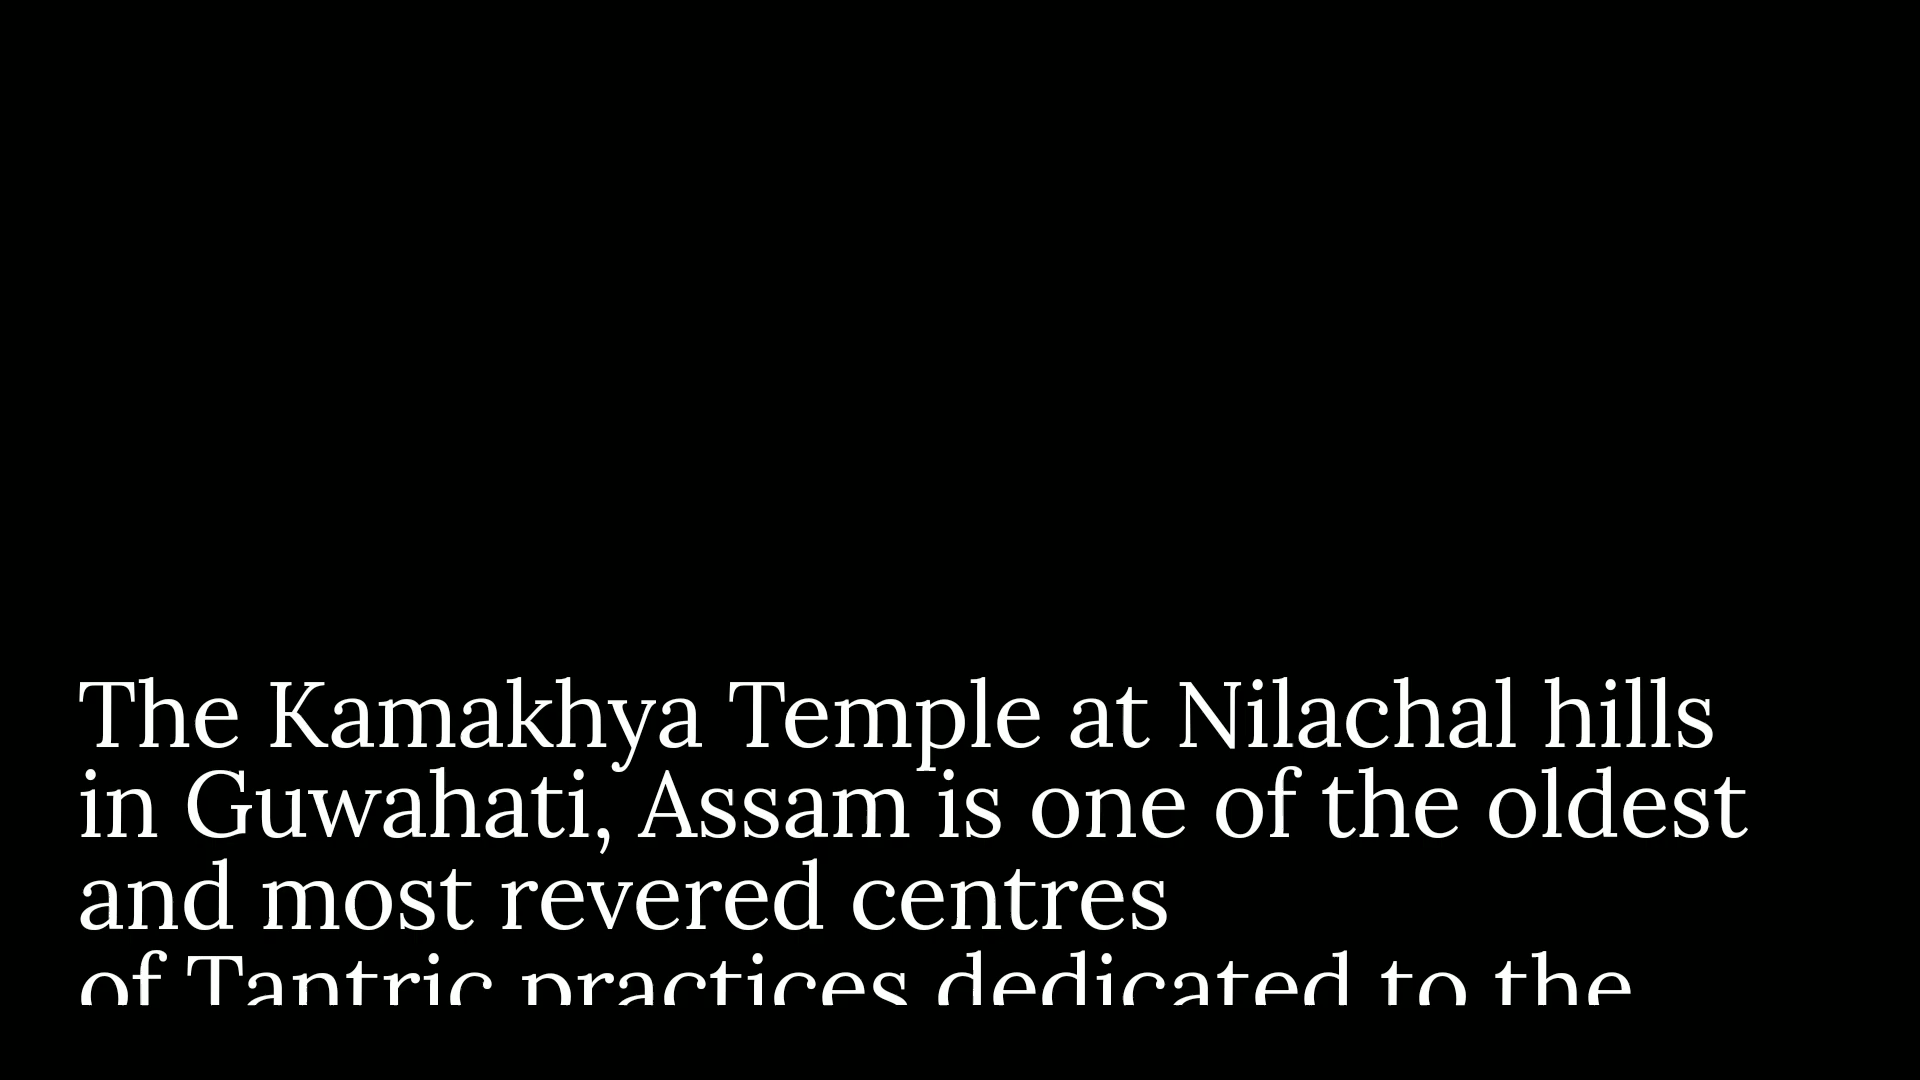 The Kamakhya Temple at Nilachal hills
in Guwahati, Assam is one of the oldest
and most revered centres
of Tantric practices dedicated to the